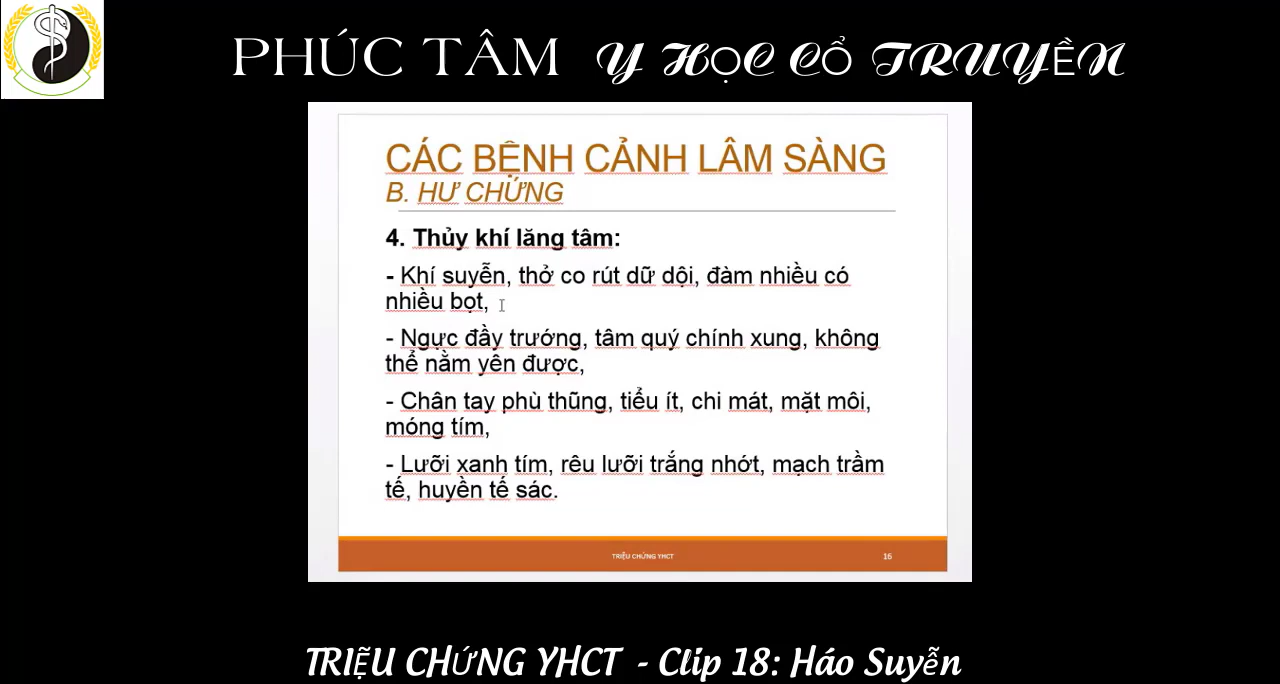 PHÚC TÂM Y HỌC CỔ TRUYỀN
CÁC BỆNH CẢNH LÂM SÀNG
B. HƯ CHỨNG
4. Thủy khí lăng tâm:
- Khí suyễn, thở co rút dữ dội, đàm nhiều có
nhiều bọt,
- Ngực đầy trướng, tâm quý chính xung, không
thể nằm yên được,
- Chân tay phù thũng, tiểu ít, chi mát, mặt môi,
móng tím,
- Lưỡi xanh tím, rêu lưỡi trắng nhớt, mạch trầm
tế, huyền tế sác.
TRIỆU CHỨNG YHCT
16
TRIỆU CHỨNG YHCT - Clip 18: Háo Suyễn